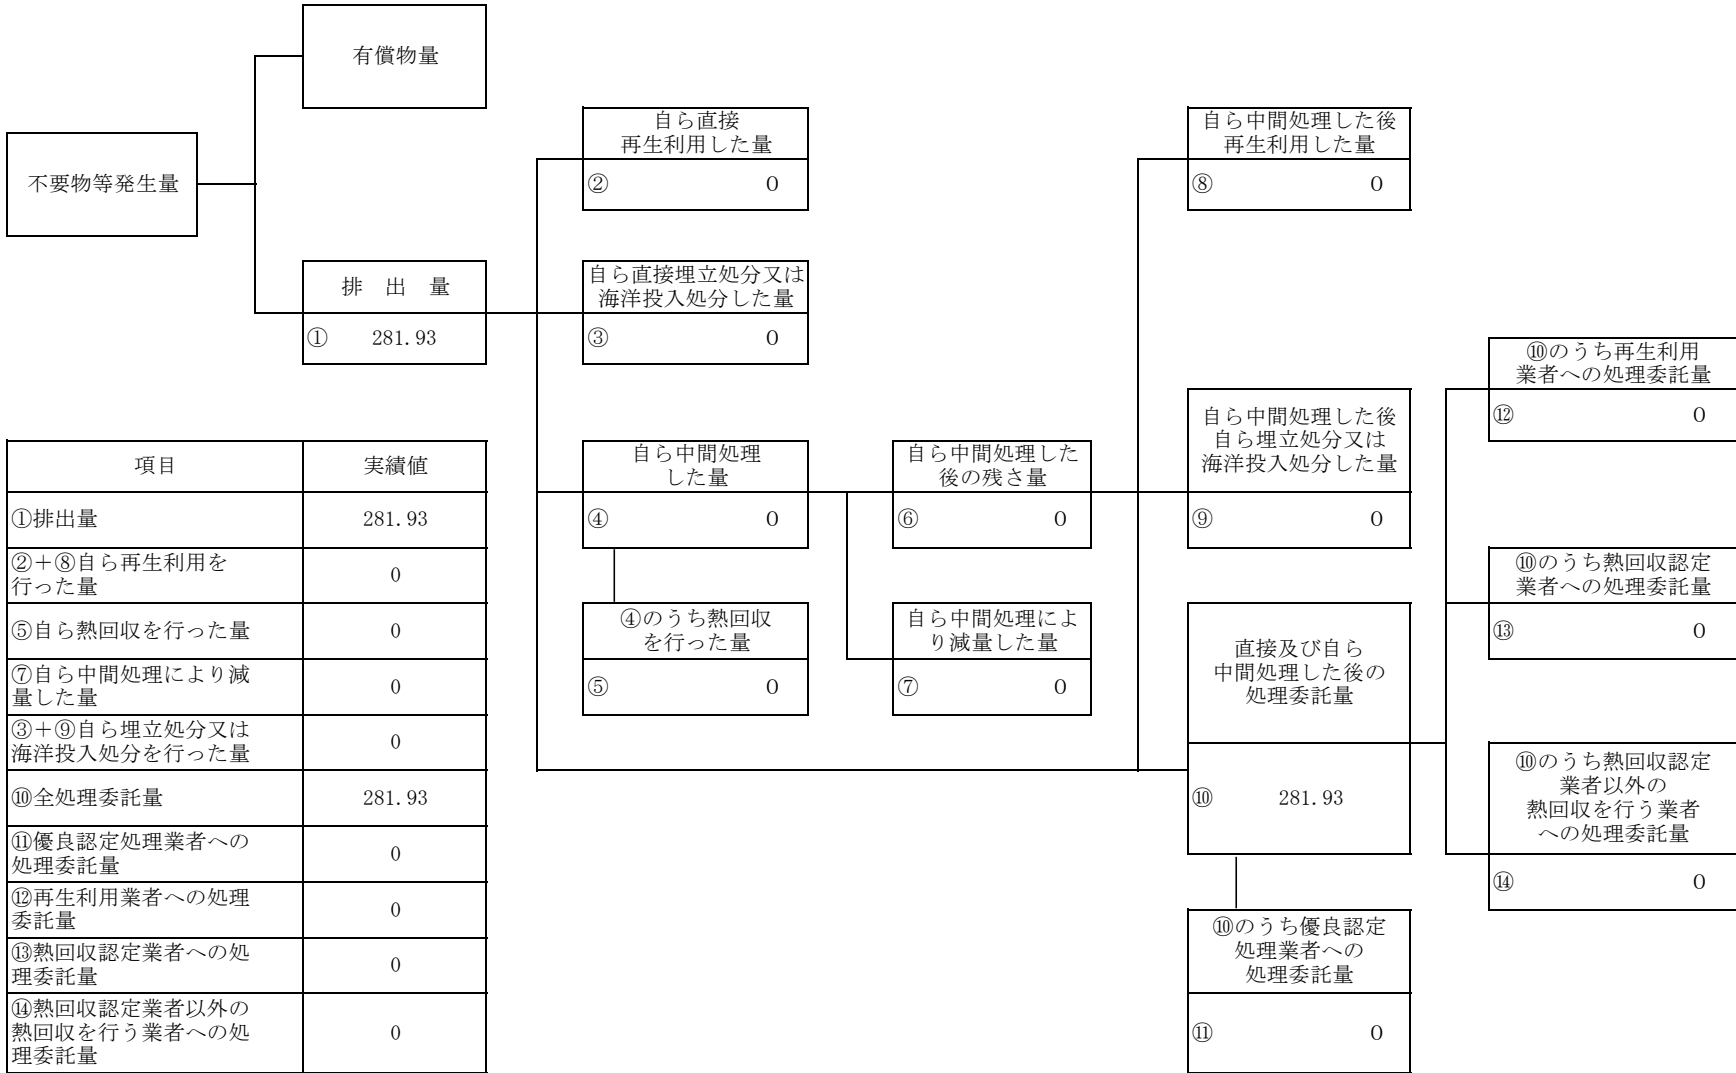 有償物量
不要物等発生量
排　出　量
① 281.93
自ら直接
再生利用した量
② 0
自ら直接埋立処分又は
海洋投入処分した量
③ 0
自ら中間処理
した量
④ 0
④のうち熱回収
を行った量
⑤ 0
自ら中間処理した
後の残さ量
⑥ 0
自ら中間処理によ
り減量した量
⑦ 0
自ら中間処理した後
再生利用した量
⑧ 0
自ら中間処理した後
自ら埋立処分又は
海洋投入処分した量
⑨ 0
直接及び自ら
中間処理した後の
処理委託量
⑩ 281.93
⑩のうち優良認定
処理業者への
処理委託量
⑪ 0
⑩のうち再生利用
業者への処理委託量
⑫ 0
⑩のうち熱回収認定
業者への処理委託量
⑬ 0
⑩のうち熱回収認定
業者以外の
熱回収を行う業者
への処理委託量
⑭ 0
項目 実績値
①排出量 281.93
②＋⑧自ら再生利用を
行った量 0
⑤自ら熱回収を行った量 0
⑦自ら中間処理により減
量した量 0
③＋⑨自ら埋立処分又は
海洋投入処分を行った量 0
⑩全処理委託量 281.93
⑪優良認定処理業者への
処理委託量 0
⑫再生利用業者への処理
委託量 0
⑬熱回収認定業者への処
理委託量 0
⑭熱回収認定業者以外の
熱回収を行う業者への処
理委託量 0